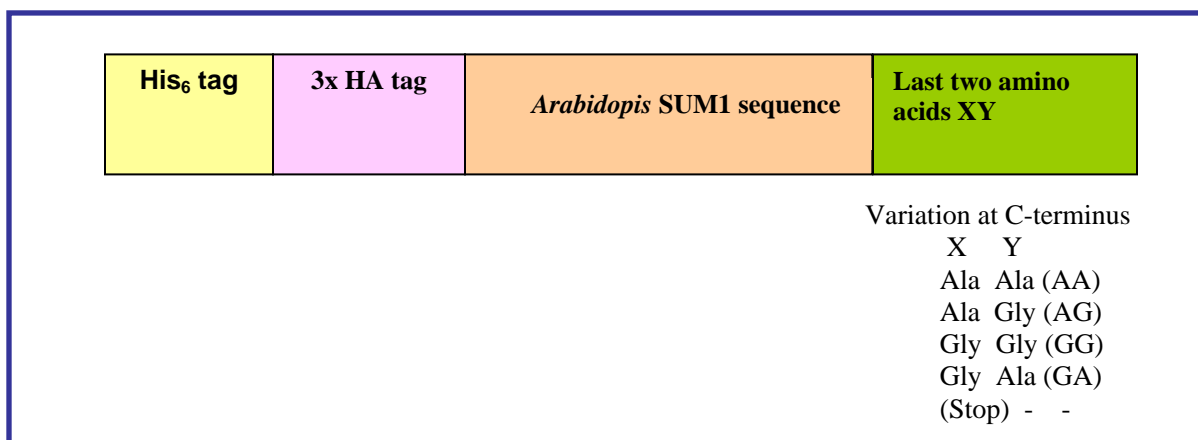 His₆ tag
3x HA tag
Arabidopis SUM1 sequence
Last two amino
acids XY
Variation at C-terminus
X Y
Ala Ala (AA)
Ala Gly (AG)
Gly Gly (GG)
Gly Ala (GA)
(Stop) - -